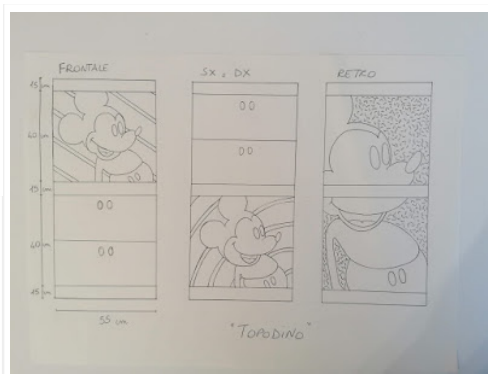 FRONTALE
SX e DX
RETRO
15 cm
40 cm
15 cm
40 cm
15 cm
55 cm
"TOPODINO"